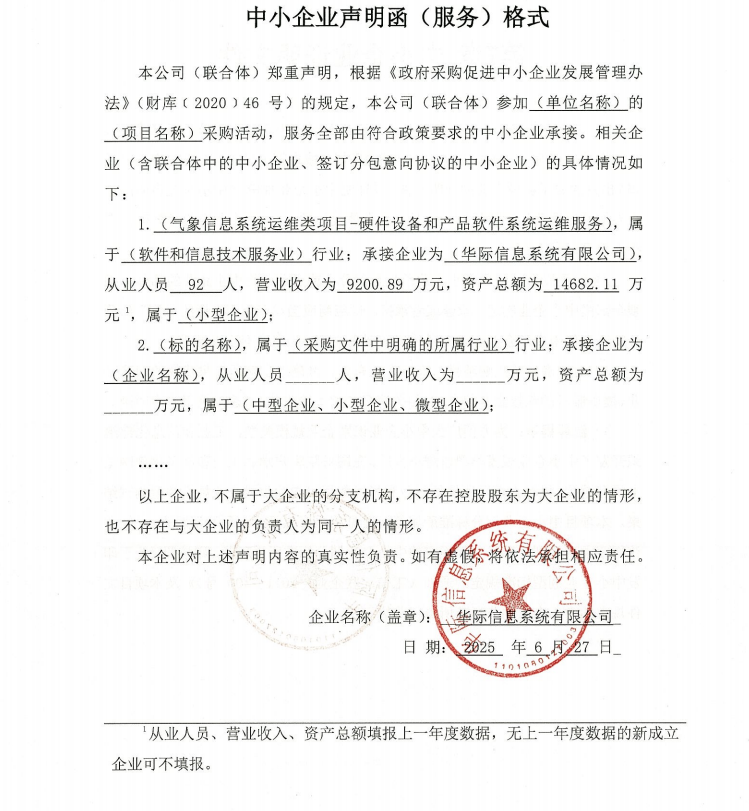 中小企业声明函（服务）格式
本公司（联合体）郑重声明，根据《政府采购促进中小企业发展管理办
法》（财库﹝2020﹞46 号）的规定，本公司（联合体）参加（单位名称）的
（项目名称）采购活动，服务全部由符合政策要求的中小企业承接。相关企
业（含联合体中的中小企业、签订分包意向协议的中小企业）的具体情况如
下：
1.（气象信息系统运维类项目-硬件设备和产品软件系统运维服务），属
于（软件和信息技术服务业）行业；承接企业为（华际信息系统有限公司），
从业人员 92 人，营业收入为 9200.89 万元，资产总额为 14682.11 万
元¹，属于（小型企业）；
2.（标的名称），属于（采购文件中明确的所属行业）行业；承接企业为
（企业名称），从业人员______人，营业收入为______万元，资产总额为
______万元，属于（中型企业、小型企业、微型企业）；
……
以上企业，不属于大企业的分支机构，不存在控股股东为大企业的情形，
也不存在与大企业的负责人为同一人的情形。
本企业对上述声明内容的真实性负责。如有虚假，将依法承担相应责任。
企业名称（盖章）：华际信息系统有限公司
日 期：2025 年 6 月 27 日
华际信息系统有限公司
¹从业人员、营业收入、资产总额填报上一年度数据，无上一年度数据的新成立
企业可不填报。